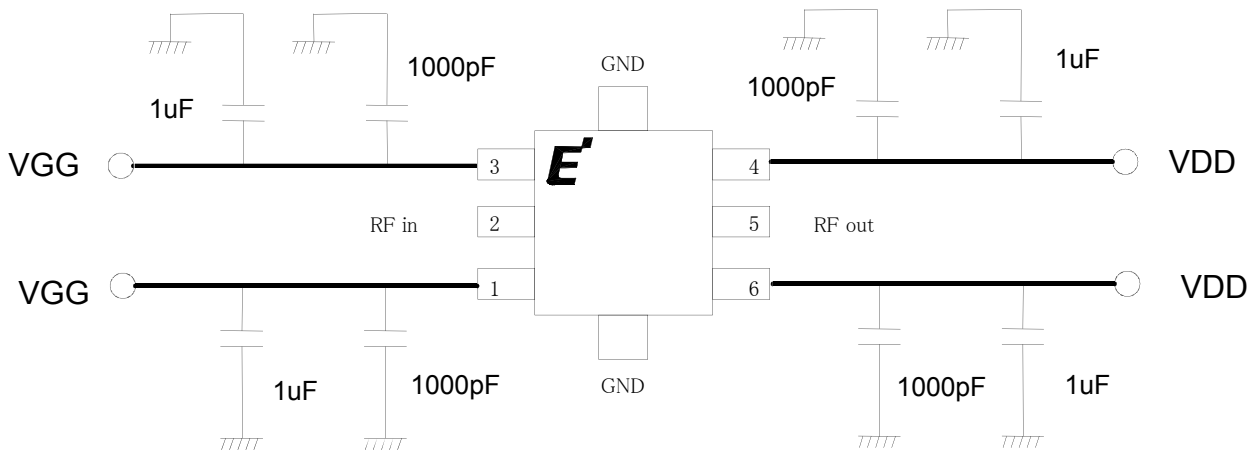 GND
1uF
1000pF
1000pF
1uF
VGG
3
E
4
VDD
RF in
2
5
RF out
VGG
1
6
VDD
1uF
1000pF
GND
1000pF
1uF